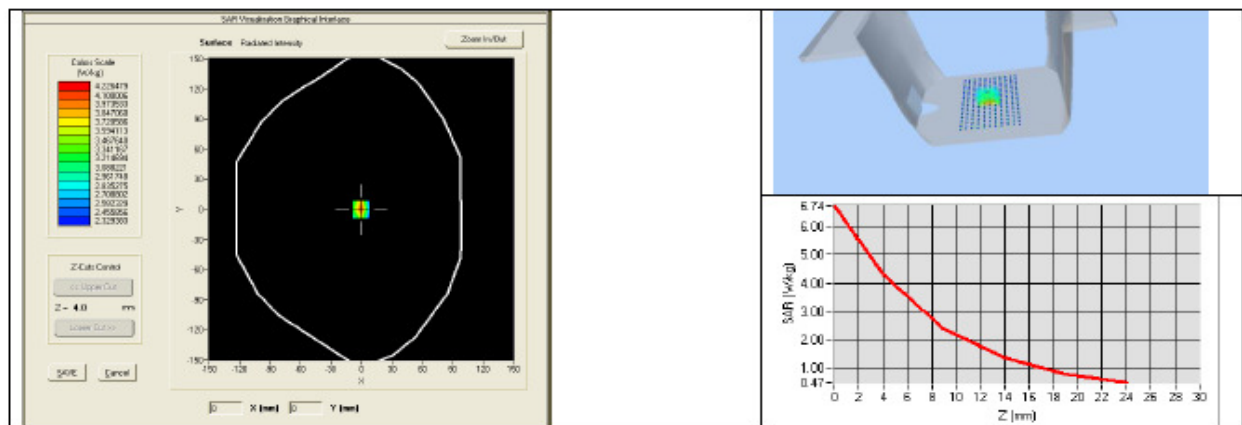 SAR Visualisation Graphical Interface
Surface Radiated Intensity
Zoom In/Out
Colors Scale
(W/kg)
4.226479
4.100006
3.973533
3.847060
3.720586
3.594113
3.467640
3.341167
3.214694
3.088221
2.961748
2.835275
2.708802
2.582329
2.455856
2.329383
Z-Cuts Control
<< Upper Cut
Z = 4.0 mm
Lower Cut >>
SAVE Cancel
150
120
90
60
30
0
-30
-60
-90
-120
-150
Y
-150 -120 -90 -60 -30 0 30 60 90 120 150
X
0 X (mm) 0 Y (mm)
6.74
6.00
5.00
4.00
3.00
2.00
1.00
0.47
SAR (W/kg)
0 2 4 6 8 10 12 14 16 18 20 22 24 26 28 30
Z (mm)